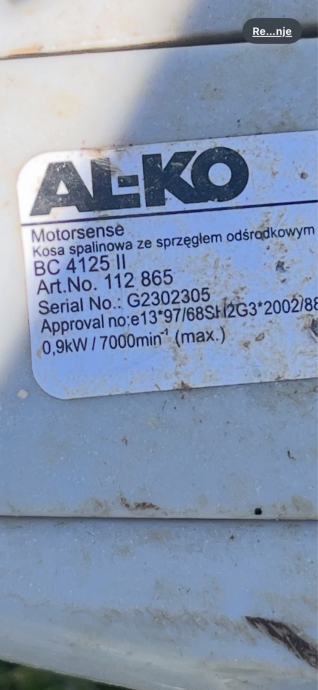 Re...nje
AL-KO
Motorsense
Kosa spalinowa ze sprzęgłem odśrodkowym
BC 4125 II
Art.No. 112 865
Serial No.: G2302305
Approval no:e13*97/68SH2G3*2002/88
0,9kW / 7000min⁻¹ (max.)